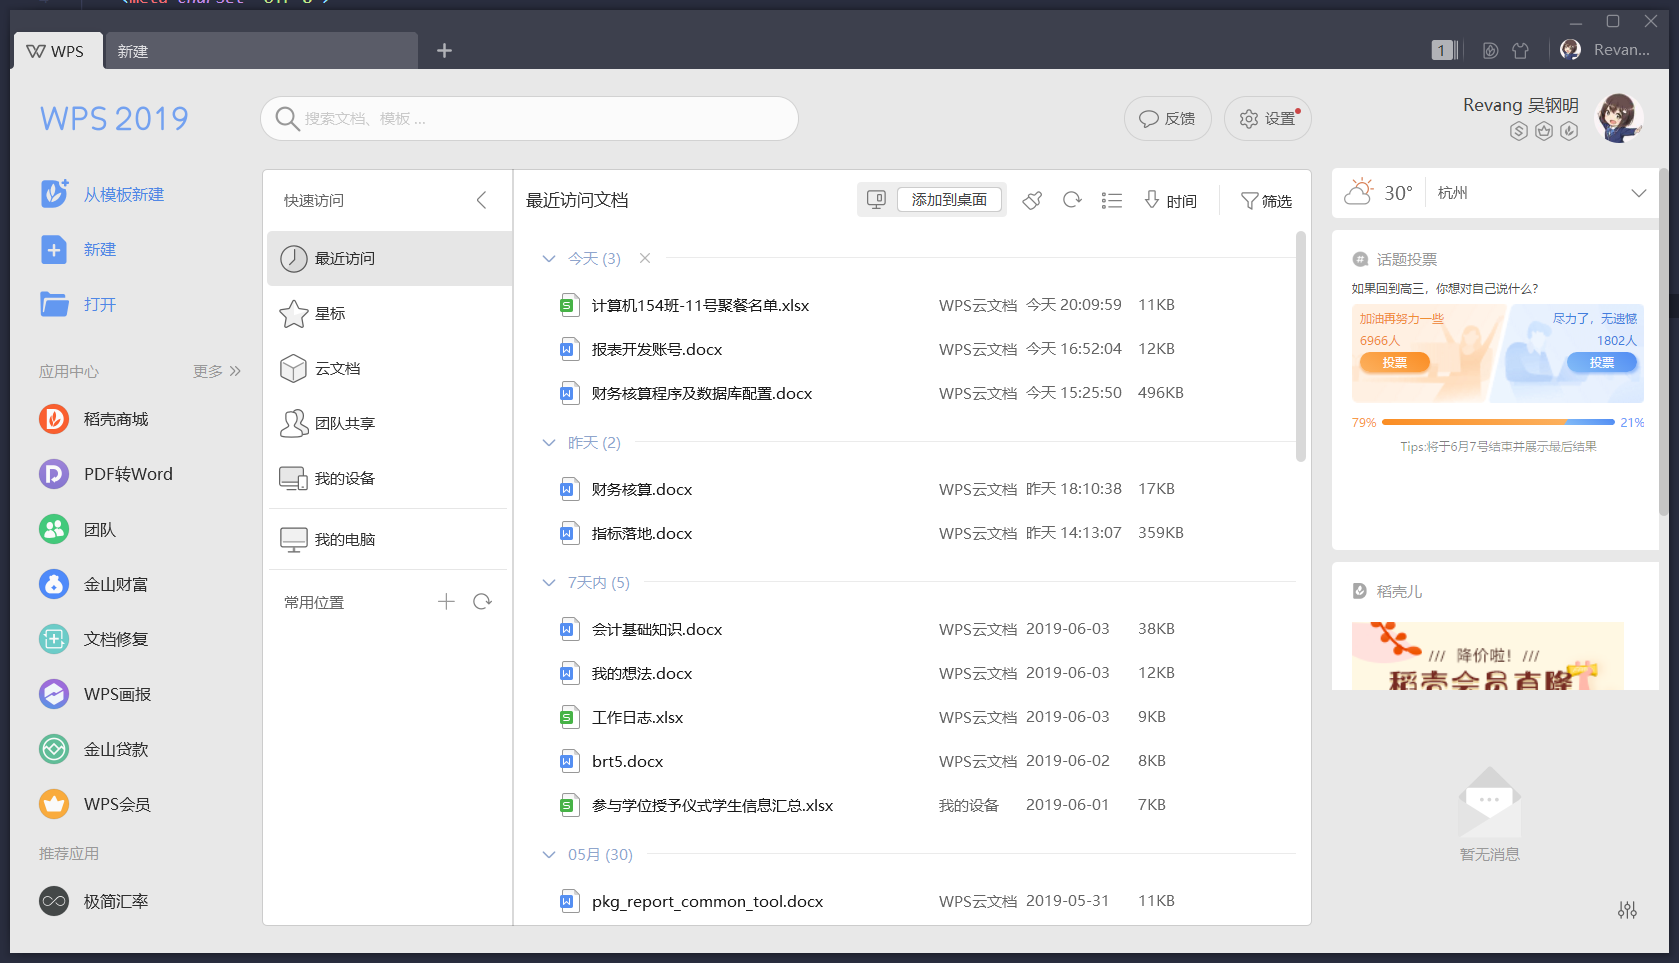 WPS
新建
1
Revan...
WPS 2019
搜索文档、模板 ...
反馈
设置
Revang 吴钢明
从模板新建
新建
打开
应用中心
更多
稻壳商城
PDF转Word
团队
金山财富
文档修复
WPS画报
金山贷款
WPS会员
推荐应用
极简汇率
快速访问
最近访问
星标
云文档
团队共享
我的设备
我的电脑
常用位置
最近访问文档
添加到桌面
时间
筛选
今天 (3)
计算机154班-11号聚餐名单.xlsx WPS云文档 今天 20:09:59 11KB
报表开发账号.docx WPS云文档 今天 16:52:04 12KB
财务核算程序及数据库配置.docx WPS云文档 今天 15:25:50 496KB
昨天 (2)
财务核算.docx WPS云文档 昨天 18:10:38 17KB
指标落地.docx WPS云文档 昨天 14:13:07 359KB
7天内 (5)
会计基础知识.docx WPS云文档 2019-06-03 38KB
我的想法.docx WPS云文档 2019-06-03 12KB
工作日志.xlsx WPS云文档 2019-06-03 9KB
brt5.docx WPS云文档 2019-06-02 8KB
参与学位授予仪式学生信息汇总.xlsx 我的设备 2019-06-01 7KB
05月 (30)
pkg_report_common_tool.docx WPS云文档 2019-05-31 11KB
30°
杭州
话题投票
如果回到高三，你想对自己说什么?
加油再努力一些
6966人
投票
尽力了，无遗憾
1802人
投票
79%
21%
Tips:将于6月7号结束并展示最后结果
稻壳儿
/// 降价啦！ ///
稻壳会员直降
暂无消息